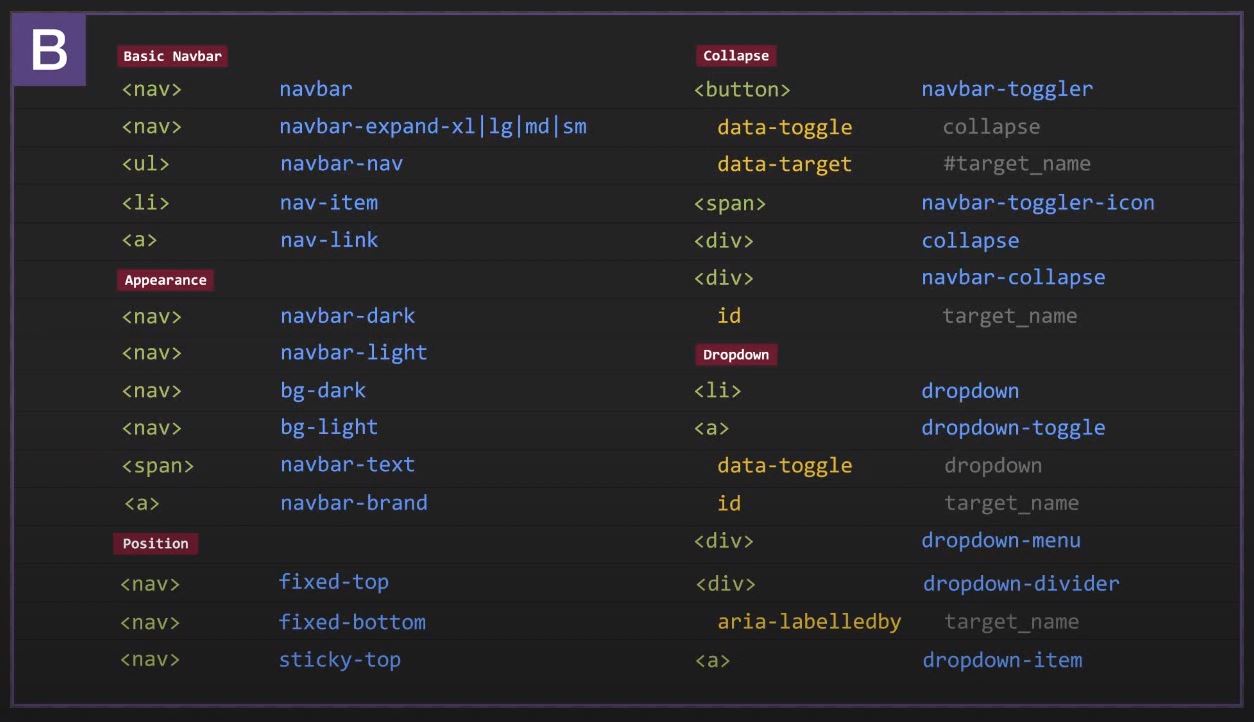 B
Basic Navbar
<nav> navbar
<nav> navbar-expand-xl|lg|md|sm
<ul> navbar-nav
<li> nav-item
<a> nav-link
Appearance
<nav> navbar-dark
<nav> navbar-light
<nav> bg-dark
<nav> bg-light
<span> navbar-text
<a> navbar-brand
Position
<nav> fixed-top
<nav> fixed-bottom
<nav> sticky-top
Collapse
<button> navbar-toggler
data-toggle collapse
data-target #target_name
<span> navbar-toggler-icon
<div> collapse
<div> navbar-collapse
id target_name
Dropdown
<li> dropdown
<a> dropdown-toggle
data-toggle dropdown
id target_name
<div> dropdown-menu
<div> dropdown-divider
aria-labelledby target_name
<a> dropdown-item